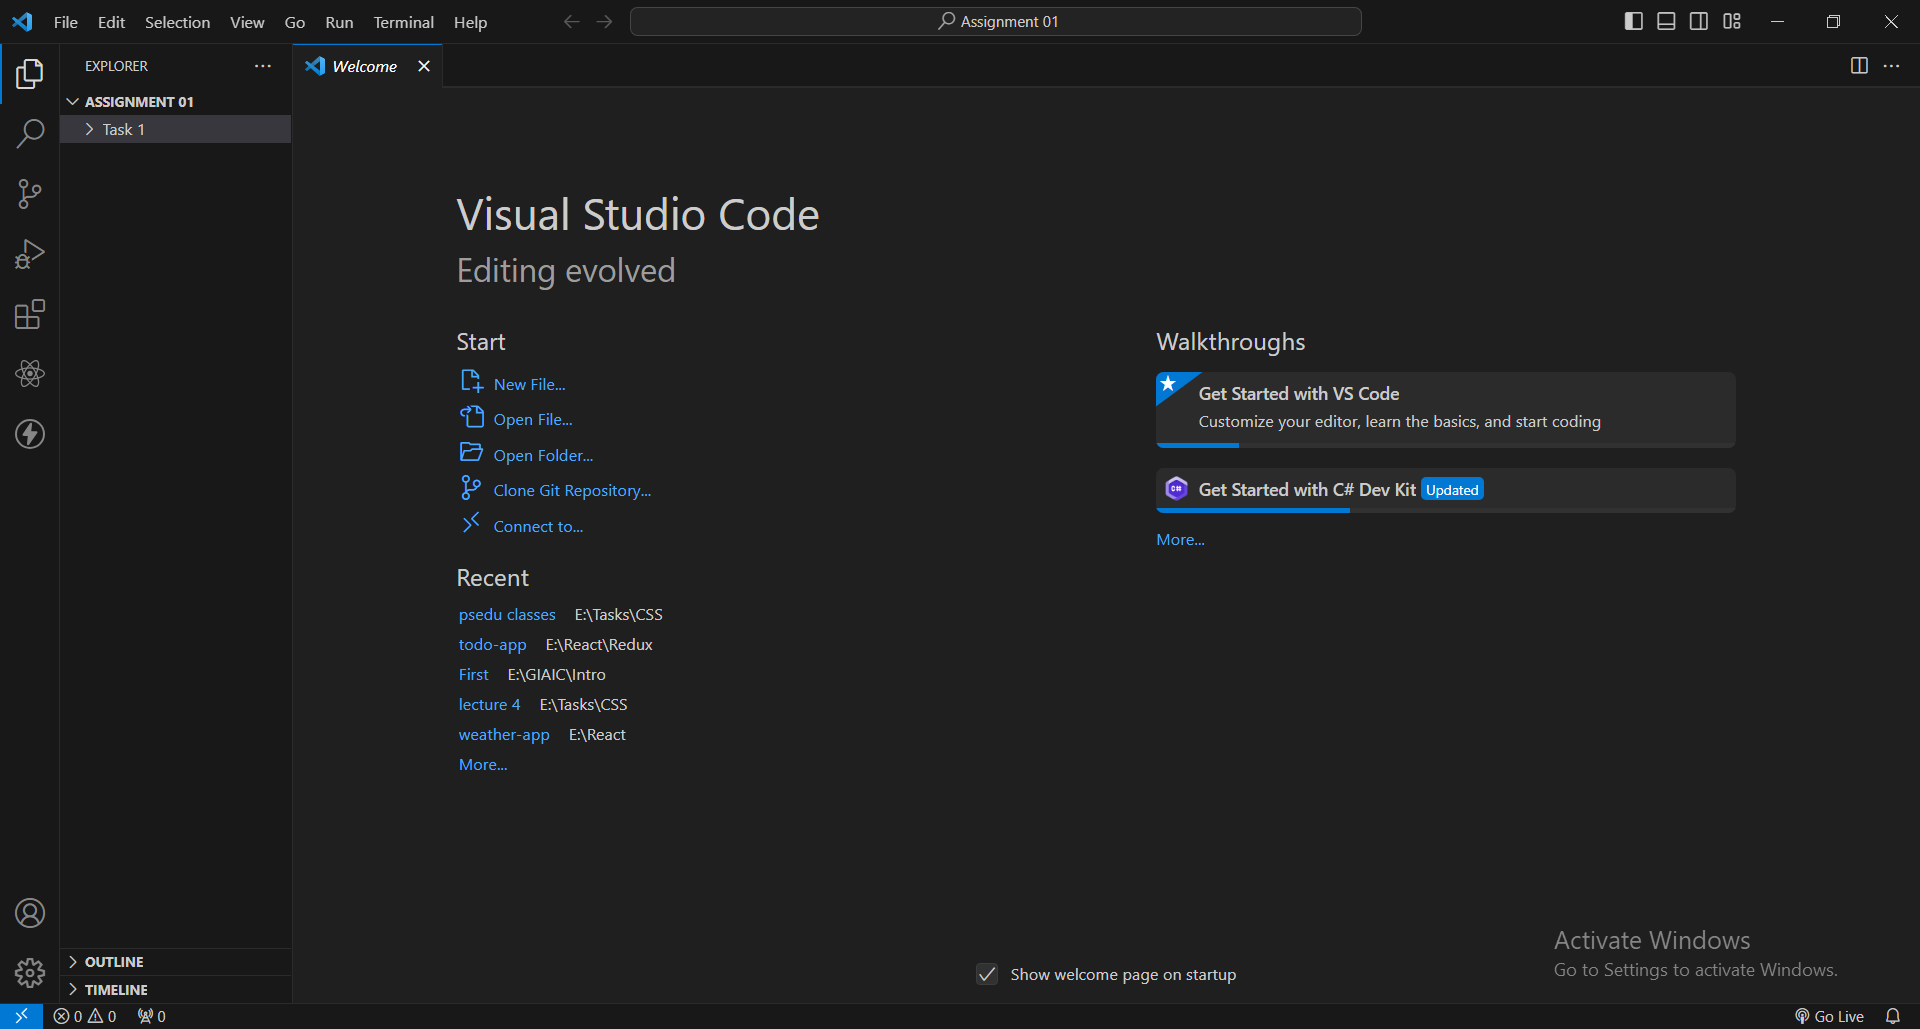 File Edit Selection View Go Run Terminal Help
Assignment 01
EXPLORER
ASSIGNMENT 01
Task 1
OUTLINE
TIMELINE
Welcome
Visual Studio Code
Editing evolved
Start
New File...
Open File...
Open Folder...
Clone Git Repository...
Connect to...
Recent
psedu classes E:\Tasks\CSS
todo-app E:\React\Redux
First E:\GIAIC\Intro
lecture 4 E:\Tasks\CSS
weather-app E:\React
More...
Walkthroughs
Get Started with VS Code
Customize your editor, learn the basics, and start coding
C#
Get Started with C# Dev Kit Updated
More...
Show welcome page on startup
Activate Windows
Go to Settings to activate Windows.
0 0 0
Go Live